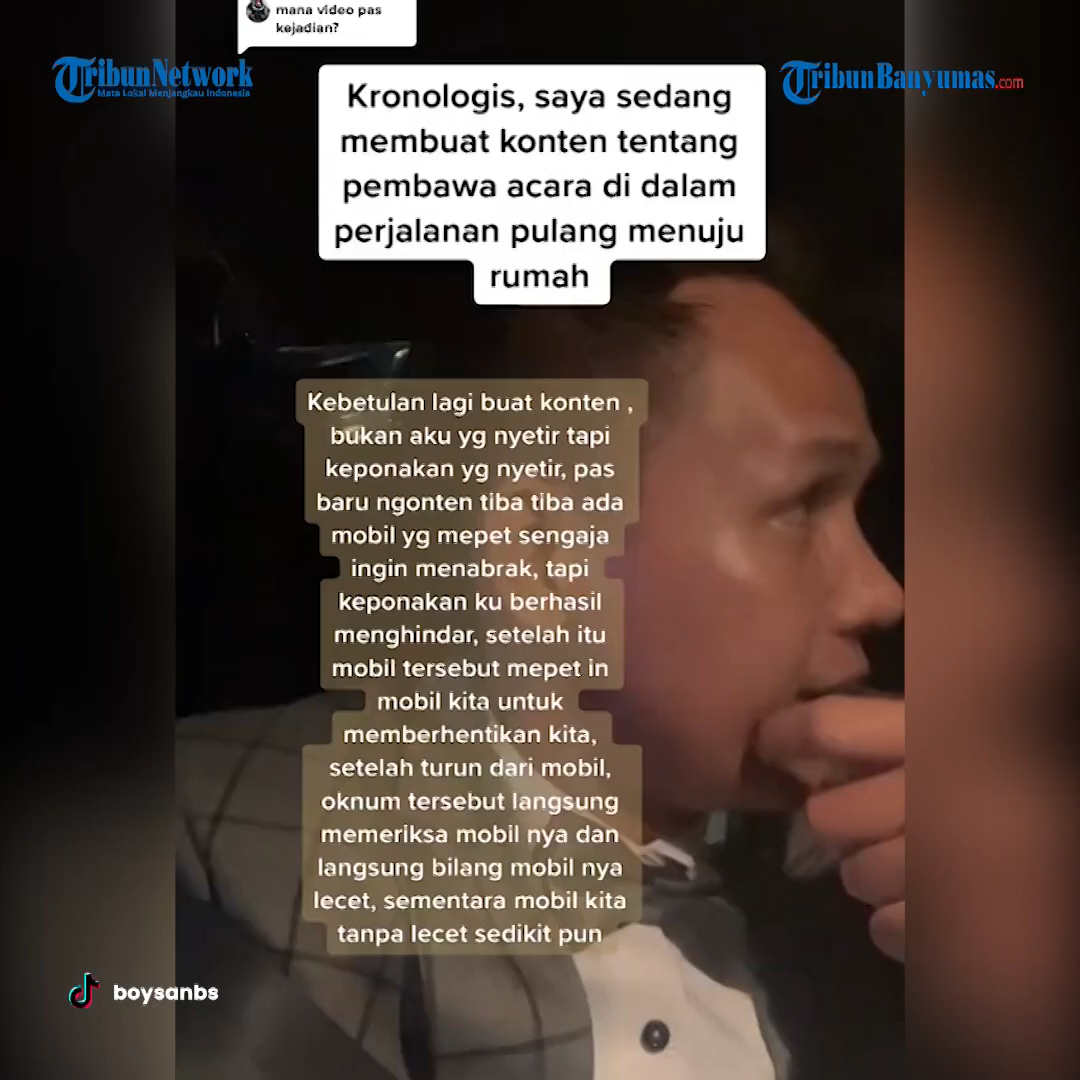 mana video pas
kejadian?
TribunNetwork
Mata Lokal Menjangkau Indonesia
TribunBanyumas.com
Kronologis, saya sedang
membuat konten tentang
pembawa acara di dalam
perjalanan pulang menuju
rumah
Kebetulan lagi buat konten ,
bukan aku yg nyetir tapi
keponakan yg nyetir, pas
baru ngonten tiba tiba ada
mobil yg mepet sengaja
ingin menabrak, tapi
keponakan ku berhasil
menghindar, setelah itu
mobil tersebut mepet in
mobil kita untuk
memberhentikan kita,
setelah turun dari mobil,
oknum tersebut langsung
memeriksa mobil nya dan
langsung bilang mobil nya
lecet, sementara mobil kita
tanpa lecet sedikit pun
boysanbs